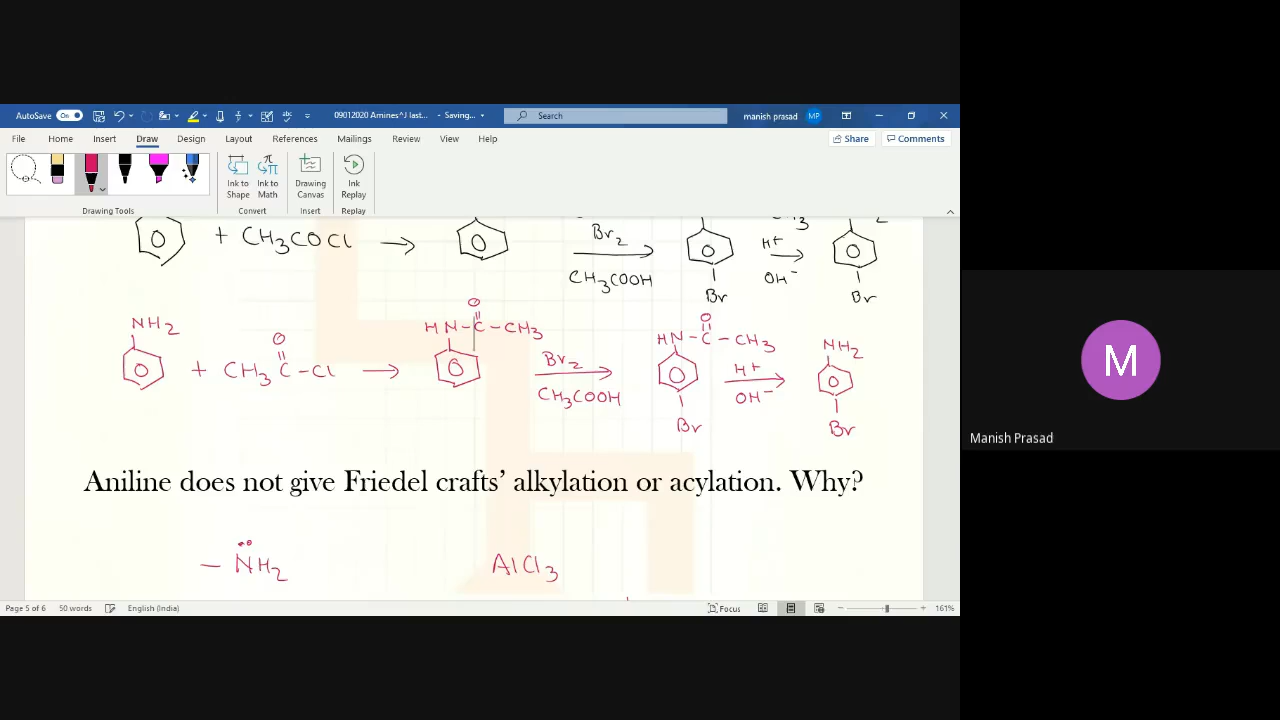 AutoSave On 09012020 Amines^J last... - Saving... Search manish prasad MP
File Home Insert Draw Design Layout References Mailings Review View Help Share Comments
Ink to Shape Ink to Math Drawing Canvas Ink Replay
Drawing Tools Convert Insert Replay
+ CH3COCl → Br2 CH3COOH → H+ OH- →
Br Br
NH2 + CH3 C O -Cl → HN-C O -CH3 Br2 CH3COOH → HN-C O -CH3 Br H+ OH- → NH2 Br
Aniline does not give Friedel crafts’ alkylation or acylation. Why?
– NH2 AlCl3
Page 5 of 6 50 words English (India) Focus 161%
M
Manish Prasad